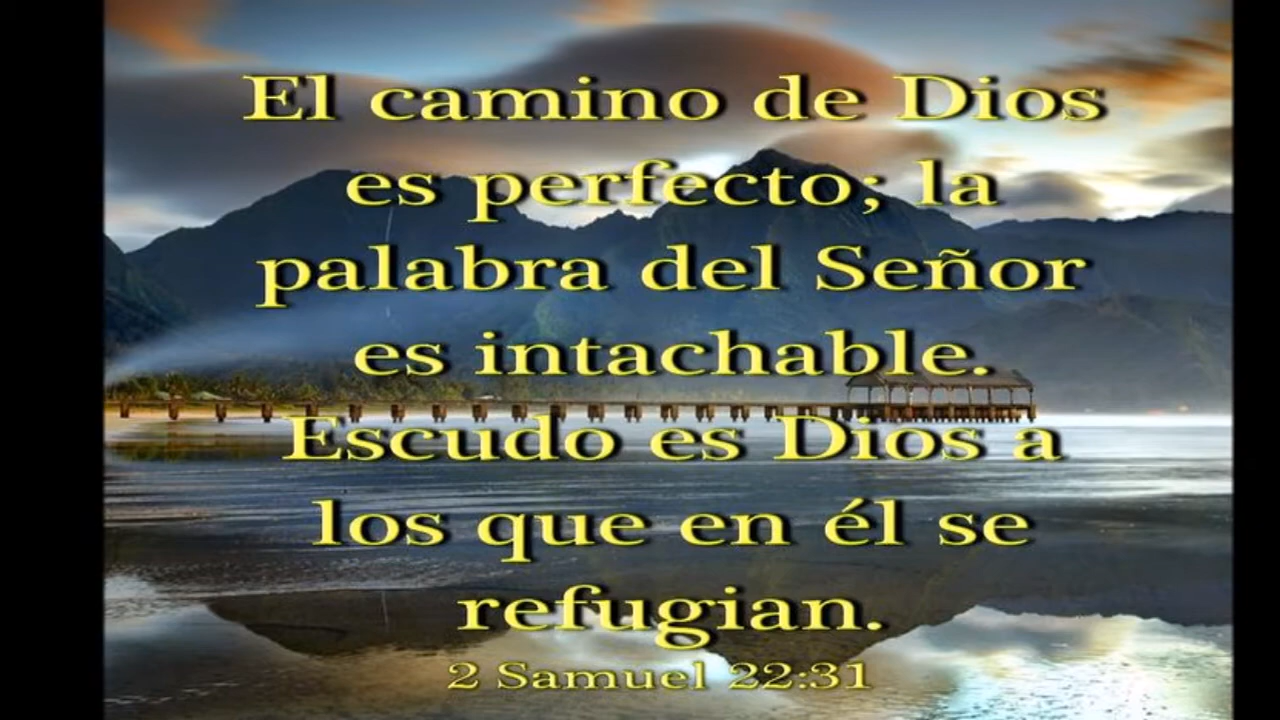 El camino de Dios
es perfecto; la
palabra del Señor
es intachable.
Escudo es Dios a
los que en él se
refugian.
2 Samuel 22:31